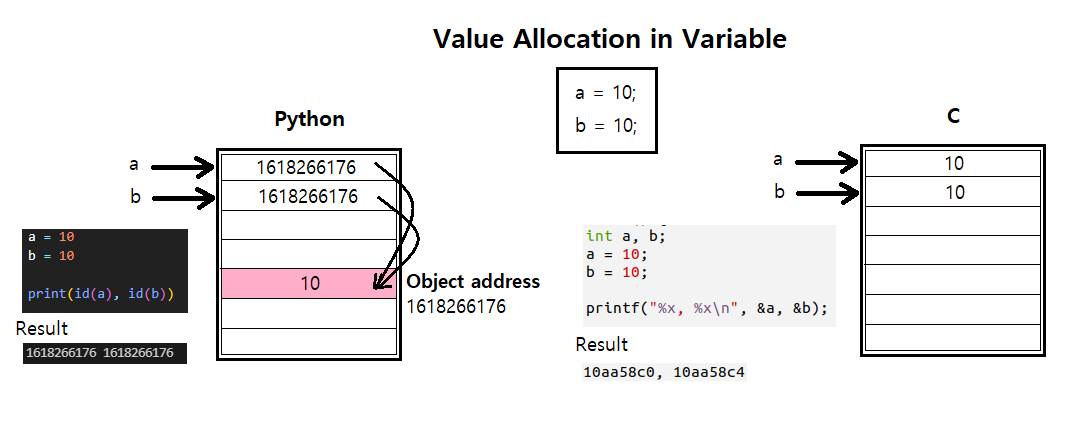 Value Allocation in Variable
a = 10;
b = 10;
Python
a
1618266176
b
1618266176
10
Object address
1618266176
a = 10
b = 10
print(id(a), id(b))
Result
1618266176 1618266176
C
a
10
b
10
int a, b;
a = 10;
b = 10;
printf("%x, %x\n", &a, &b);
Result
10aa58c0, 10aa58c4